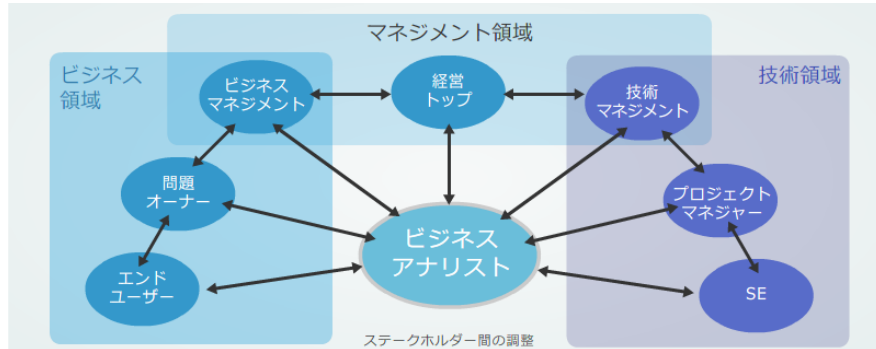 マネジメント領域
ビジネス
領域
技術領域
ビジネス
マネジメント
経営
トップ
技術
マネジメント
問題
オーナー
プロジェクト
マネジャー
ビジネス
アナリスト
エンド
ユーザー
SE
ステークホルダー間の調整